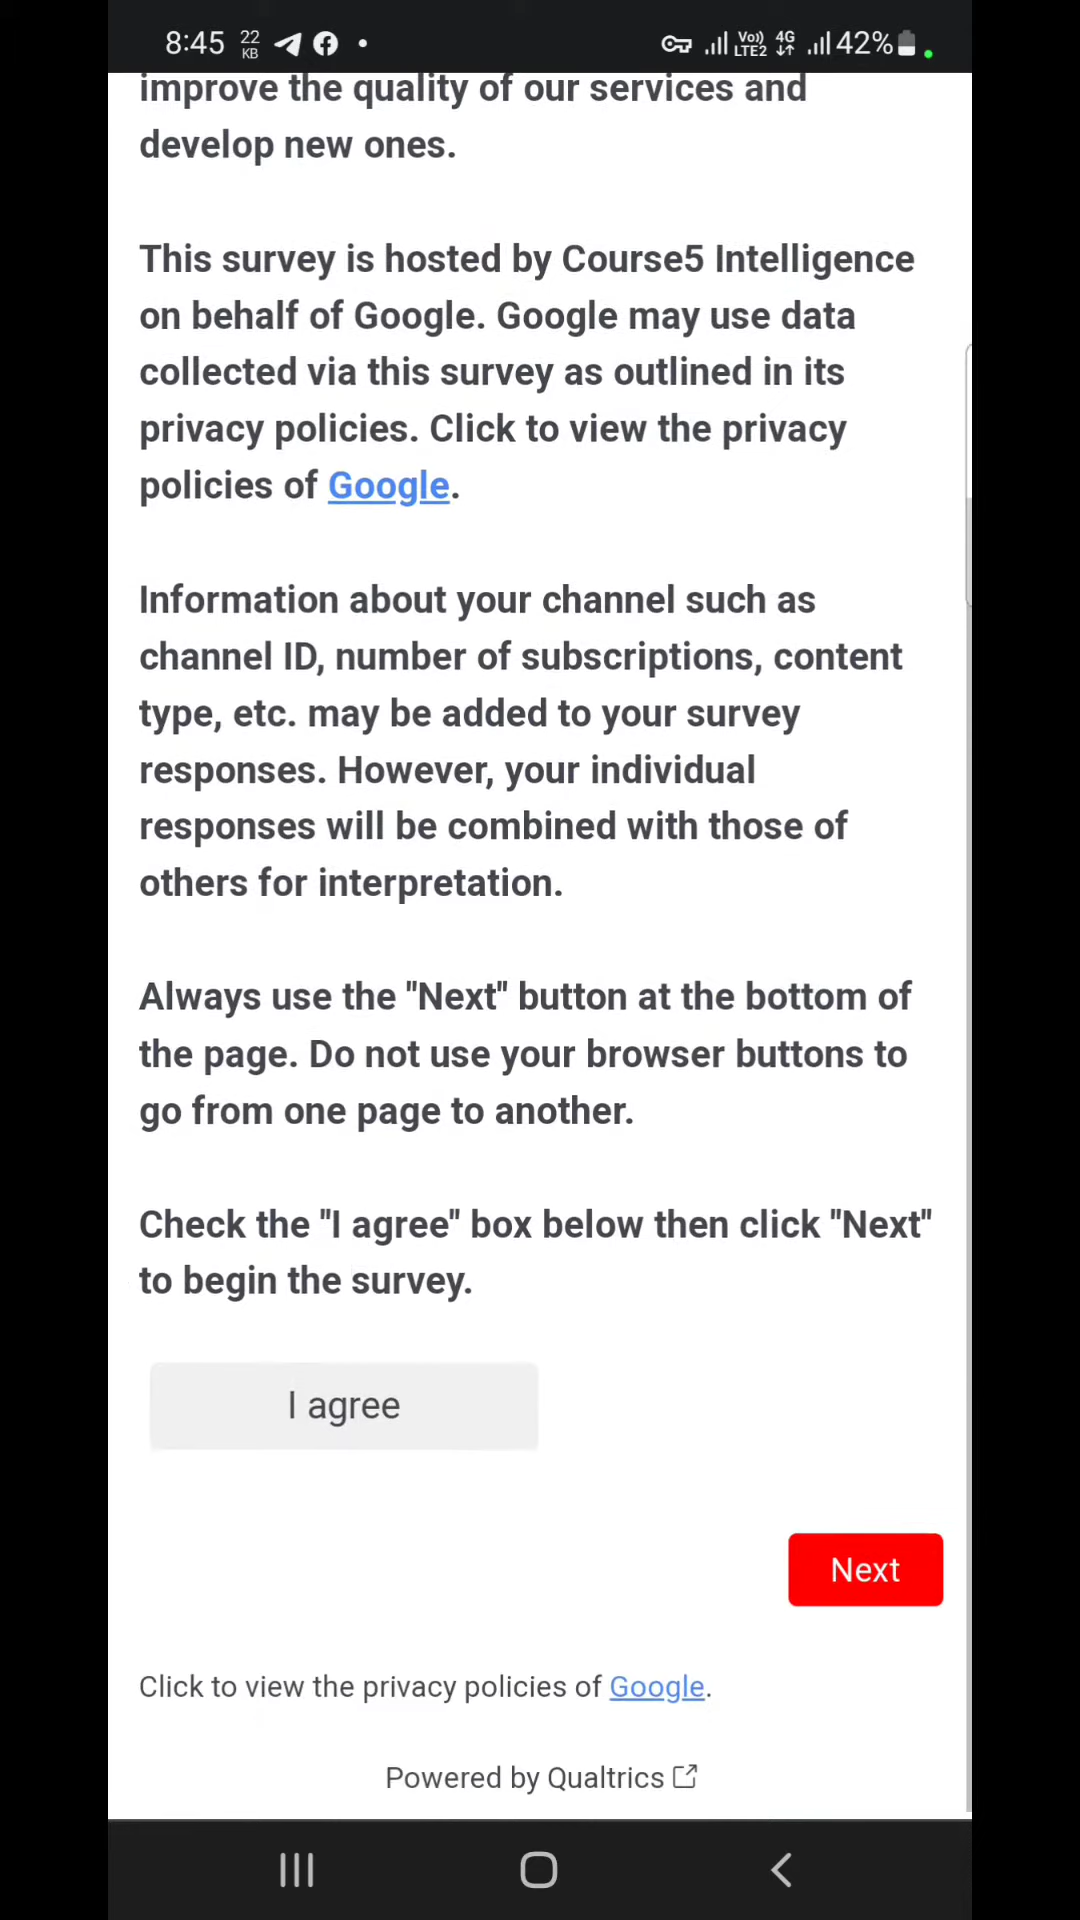 8:45 22 KB Vo)) LTE2 4G 42%
improve the quality of our services and
develop new ones.
This survey is hosted by Course5 Intelligence
on behalf of Google. Google may use data
collected via this survey as outlined in its
privacy policies. Click to view the privacy
policies of Google.
Information about your channel such as
channel ID, number of subscriptions, content
type, etc. may be added to your survey
responses. However, your individual
responses will be combined with those of
others for interpretation.
Always use the "Next" button at the bottom of
the page. Do not use your browser buttons to
go from one page to another.
Check the "I agree" box below then click "Next"
to begin the survey.
I agree
Next
Click to view the privacy policies of Google.
Powered by Qualtrics